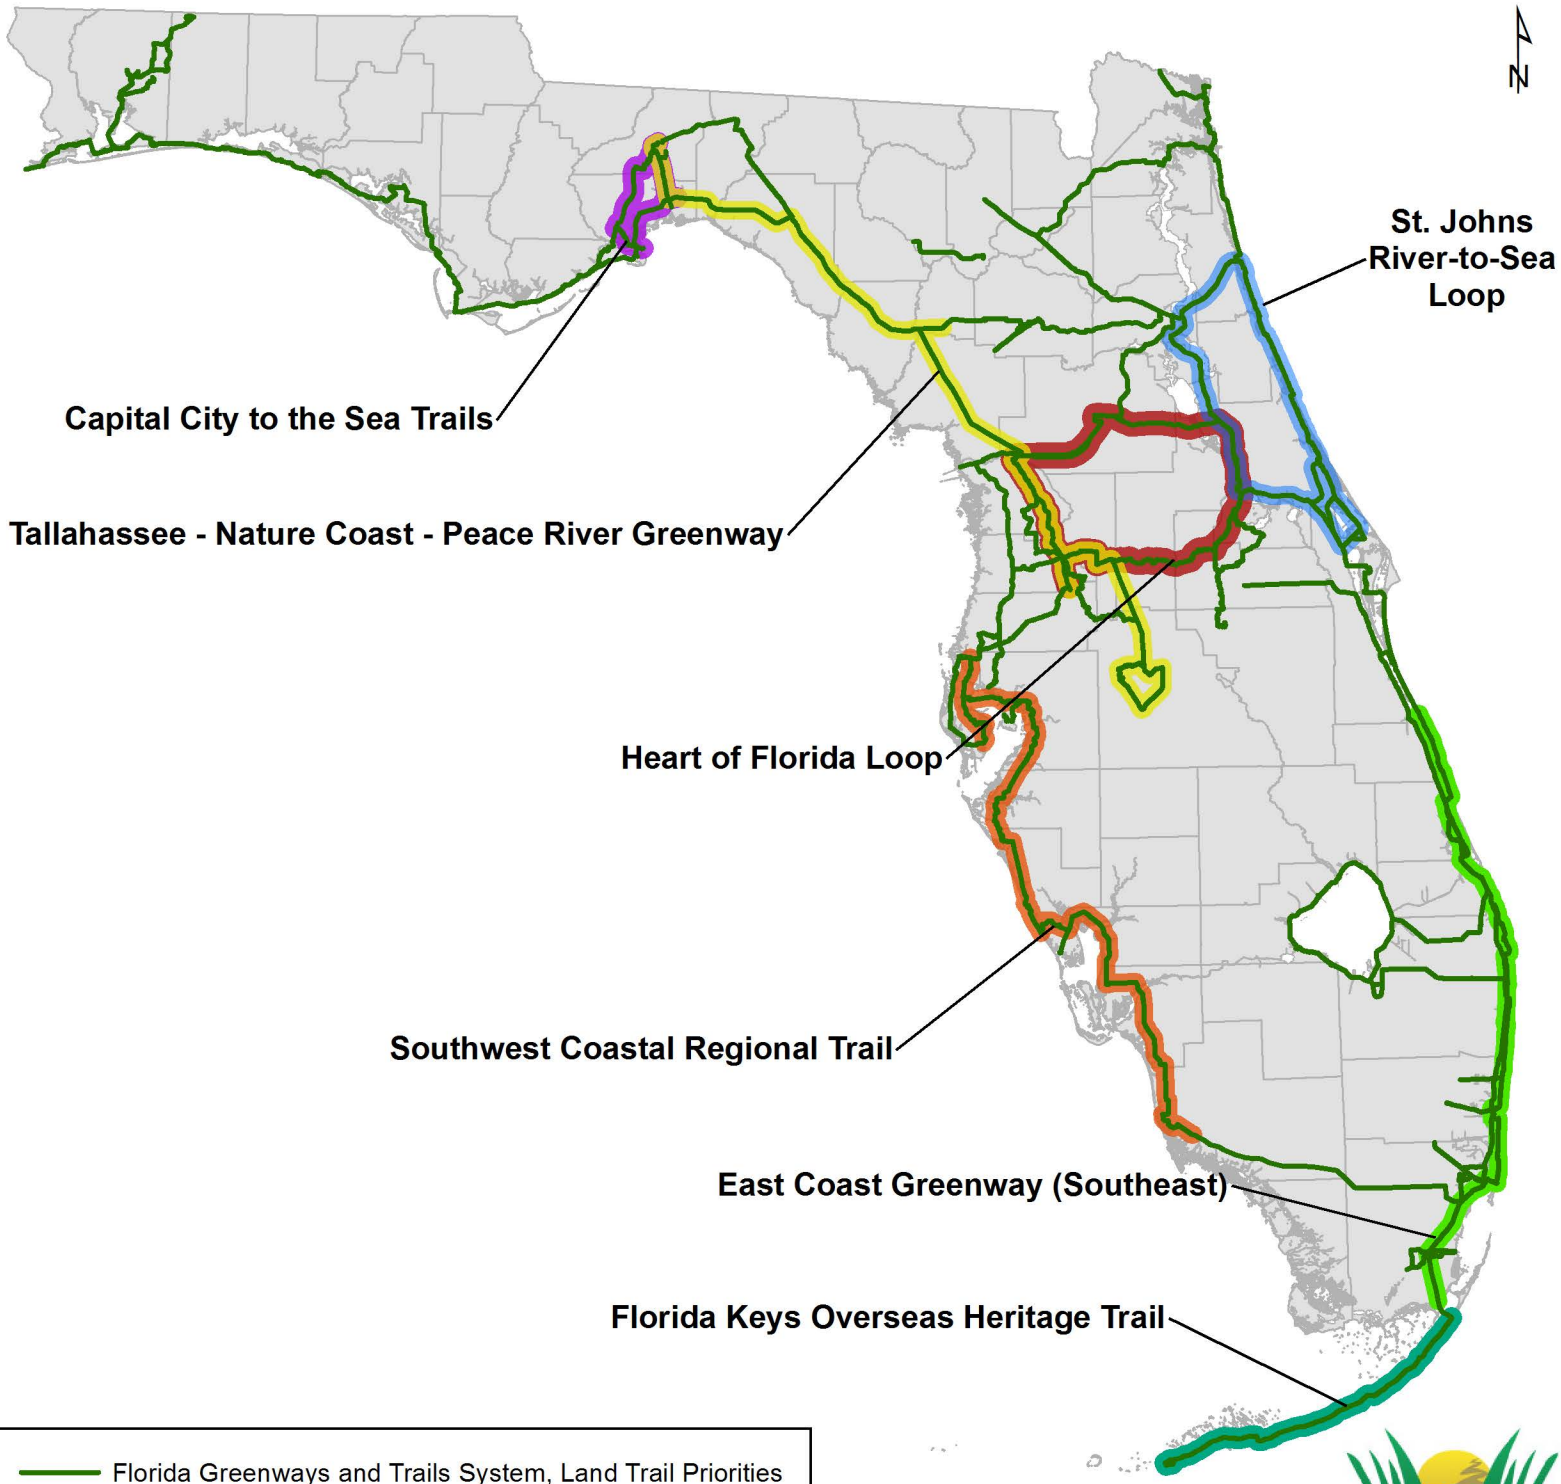 N
St. Johns
River-to-Sea
Loop
Capital City to the Sea Trails
Tallahassee - Nature Coast - Peace River Greenway
Heart of Florida Loop
Southwest Coastal Regional Trail
East Coast Greenway (Southeast)
Florida Keys Overseas Heritage Trail
Florida Greenways and Trails System, Land Trail Priorities